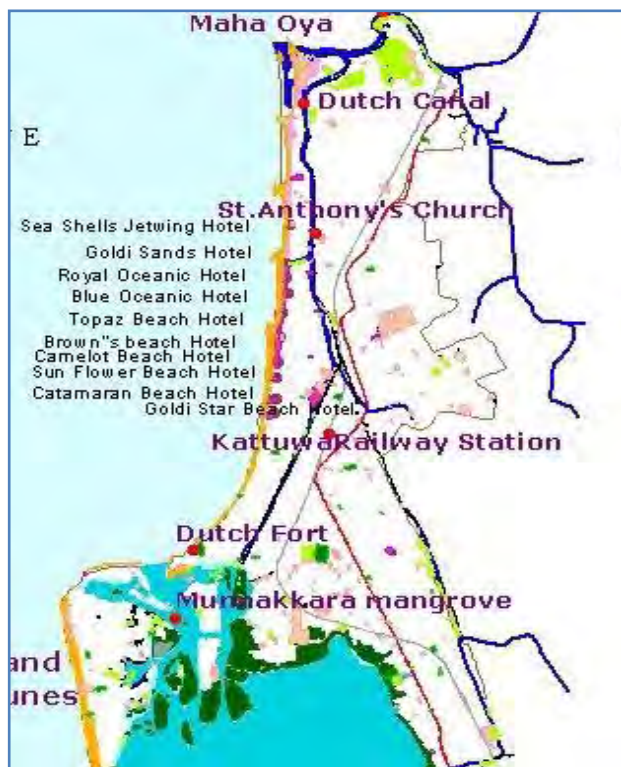 Maha Oya
Dutch Canal
E
St.Anthony's Church
Sea Shells Jetwing Hotel
Goldi Sands Hotel
Royal Oceanic Hotel
Blue Oceanic Hotel
Topaz Beach Hotel
Brown"s beach Hotel
Camelot Beach Hotel
Sun Flower Beach Hotel
Catamaran Beach Hotel
Goldi Star Beach Hotel
Kattuwa Railway Station
Dutch Fort
Munnakkara mangrove
and
unes